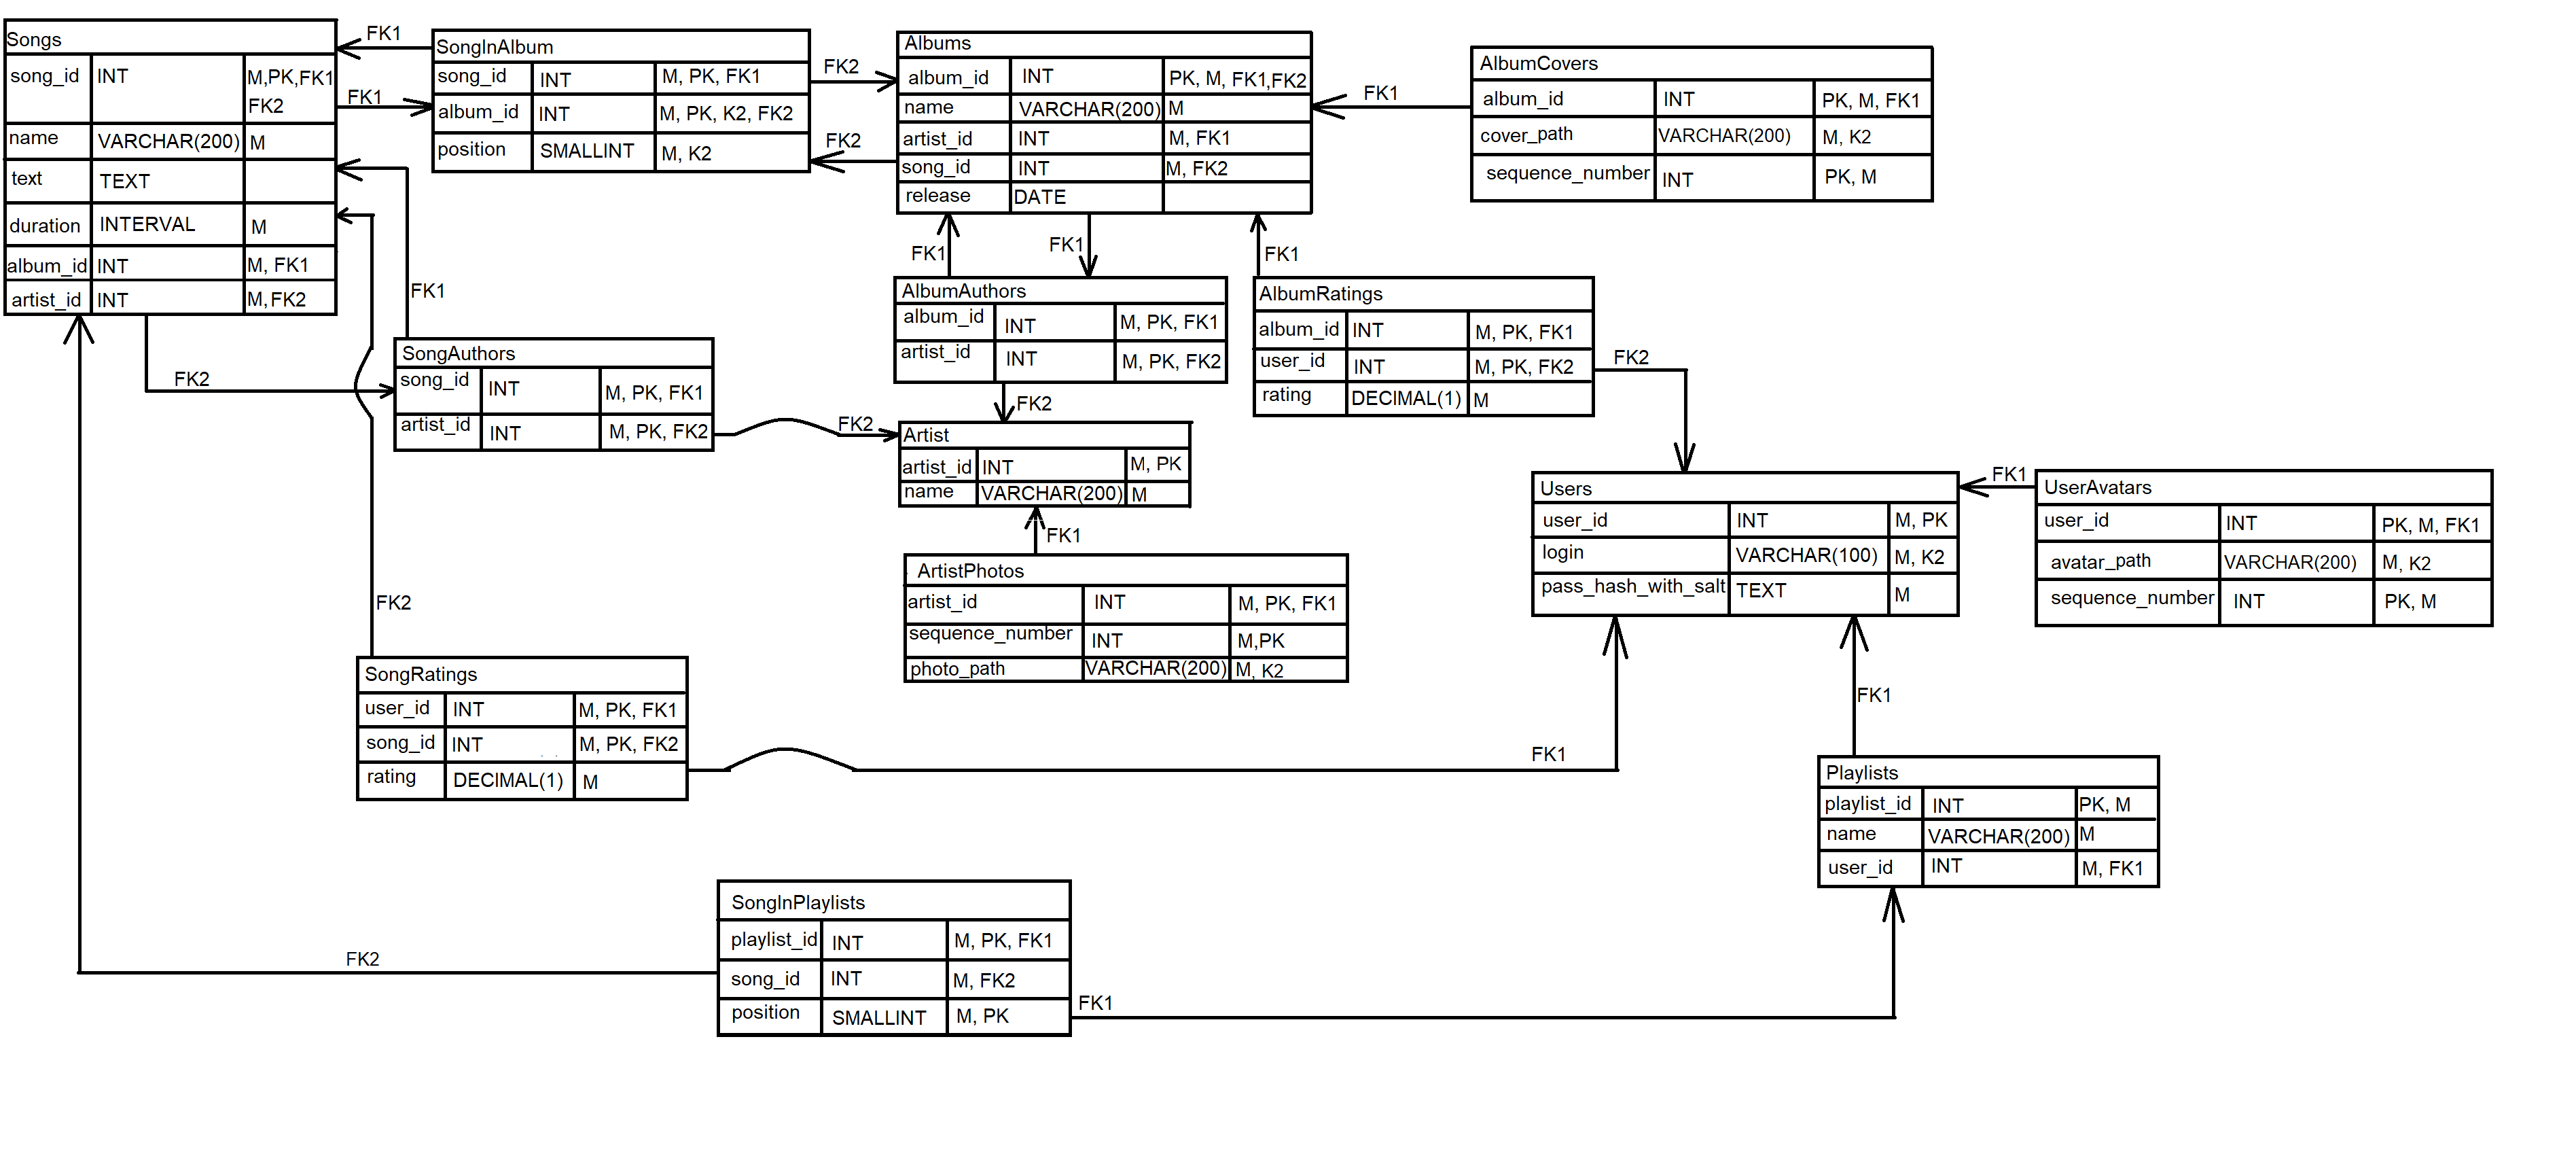 Songs
song_id INT M,PK,FK1
FK2
name VARCHAR(200) M
text TEXT
duration INTERVAL M
album_id INT M, FK1
artist_id INT M,FK2
FK1
FK1
SongInAlbum
song_id INT M, PK, FK1
album_id INT M, PK, K2, FK2
position SMALLINT M, K2
FK2
FK2
Albums
album_id INT PK, M, FK1,FK2
name VARCHAR(200) M
artist_id INT M, FK1
song_id INT M, FK2
release DATE
FK1
AlbumCovers
album_id INT PK, M, FK1
cover_path VARCHAR(200) M, K2
sequence_number INT PK, M
FK1
FK1
FK1
FK1
FK2
SongAuthors
song_id INT M, PK, FK1
artist_id INT M, PK, FK2
FK2
AlbumAuthors
album_id INT M, PK, FK1
artist_id INT M, PK, FK2
FK2
AlbumRatings
album_id INT M, PK, FK1
user_id INT M, PK, FK2
rating DECIMAL(1) M
FK2
Artist
artist_id INT M, PK
name VARCHAR(200) M
FK1
ArtistPhotos
artist_id INT M, PK, FK1
sequence_number INT M,PK
photo_path VARCHAR(200) M, K2
Users
user_id INT M, PK
login VARCHAR(100) M, K2
pass_hash_with_salt TEXT M
FK1
UserAvatars
user_id INT PK, M, FK1
avatar_path VARCHAR(200) M, K2
sequence_number INT PK, M
FK2
SongRatings
user_id INT M, PK, FK1
song_id INT M, PK, FK2
rating DECIMAL(1) M
FK1
FK1
Playlists
playlist_id INT PK, M
name VARCHAR(200) M
user_id INT M, FK1
FK2
SongInPlaylists
playlist_id INT M, PK, FK1
song_id INT M, FK2
position SMALLINT M, PK
FK1